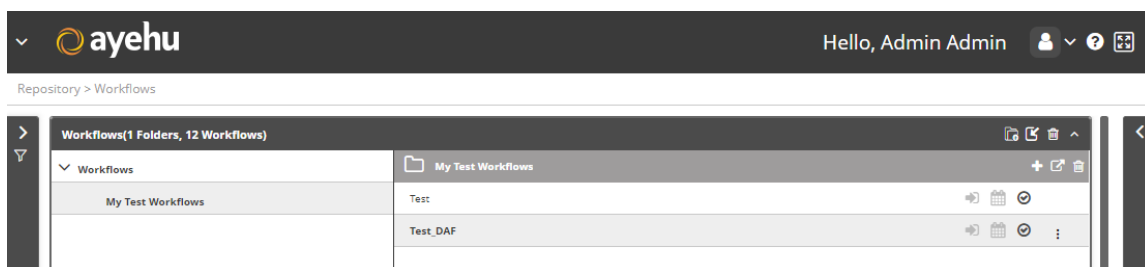 ayehu
Hello, Admin Admin
Repository > Workflows
Workflows(1 Folders, 12 Workflows)
Workflows
My Test Workflows
My Test Workflows
Test
Test_DAF